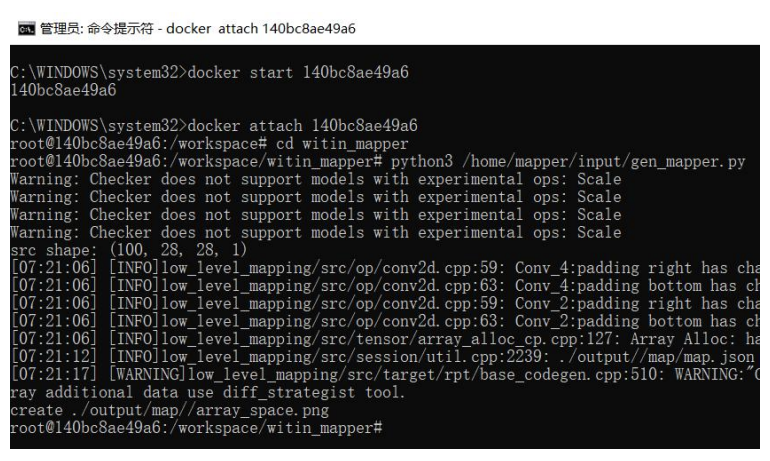 管理员: 命令提示符 - docker  attach 140bc8ae49a6
C:\WINDOWS\system32>docker start 140bc8ae49a6
140bc8ae49a6
C:\WINDOWS\system32>docker attach 140bc8ae49a6
root@140bc8ae49a6:/workspace# cd witin_mapper
root@140bc8ae49a6:/workspace/witin_mapper# python3 /home/mapper/input/gen_mapper.py
Warning: Checker does not support models with experimental ops: Scale
Warning: Checker does not support models with experimental ops: Scale
Warning: Checker does not support models with experimental ops: Scale
Warning: Checker does not support models with experimental ops: Scale
src shape: (100, 28, 28, 1)
[07:21:06] [INFO]low_level_mapping/src/op/conv2d.cpp:59: Conv_4:padding right has cha
[07:21:06] [INFO]low_level_mapping/src/op/conv2d.cpp:63: Conv_4:padding bottom has ch
[07:21:06] [INFO]low_level_mapping/src/op/conv2d.cpp:59: Conv_2:padding right has cha
[07:21:06] [INFO]low_level_mapping/src/op/conv2d.cpp:63: Conv_2:padding bottom has ch
[07:21:06] [INFO]low_level_mapping/src/tensor/array_alloc_cp.cpp:127: Array Alloc: ha
[07:21:12] [INFO]low_level_mapping/src/session/util.cpp:2239: ./output//map/map.json
[07:21:17] [WARNING]low_level_mapping/src/target/rpt/base_codegen.cpp:510: WARNING:"C
ray additional data use diff_strategist tool.
create ./output/map//array_space.png
root@140bc8ae49a6:/workspace/witin_mapper#